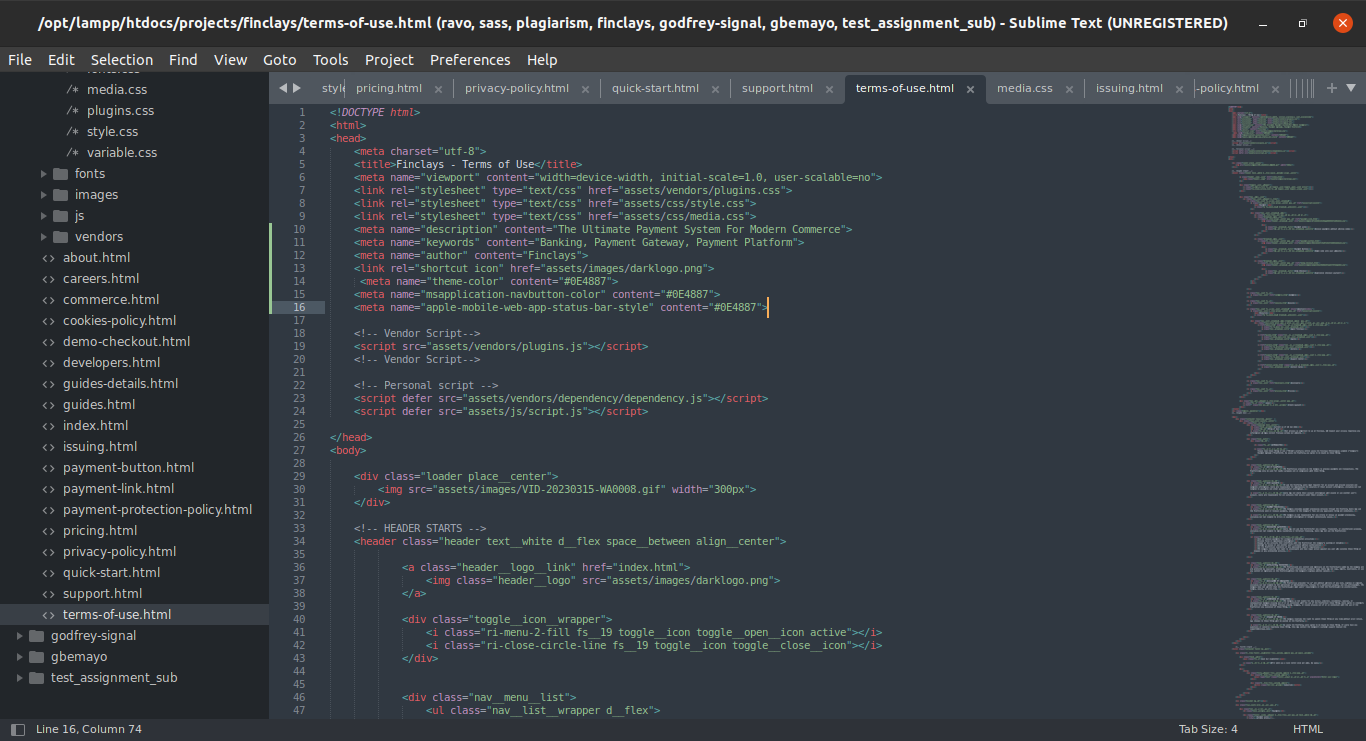 /opt/lampp/htdocs/projects/finclays/terms-of-use.html (ravo, sass, plagiarism, finclays, godfrey-signal, gbemayo, test_assignment_sub) - Sublime Text (UNREGISTERED)
File Edit Selection Find View Goto Tools Project Preferences Help
/* media.css
/* plugins.css
/* style.css
/* variable.css
fonts
images
js
vendors
<> about.html
<> careers.html
<> commerce.html
<> cookies-policy.html
<> demo-checkout.html
<> developers.html
<> guides-details.html
<> guides.html
<> index.html
<> issuing.html
<> payment-button.html
<> payment-link.html
<> payment-protection-policy.html
<> pricing.html
<> privacy-policy.html
<> quick-start.html
<> support.html
<> terms-of-use.html
godfrey-signal
gbemayo
test_assignment_sub
style pricing.html × privacy-policy.html × quick-start.html × support.html × terms-of-use.html × media.css × issuing.html × -policy.html × +
1 <!DOCTYPE html>
2 <html>
3 <head>
4 <meta charset="utf-8">
5 <title>Finclays - Terms of Use</title>
6 <meta name="viewport" content="width=device-width, initial-scale=1.0, user-scalable=no">
7 <link rel="stylesheet" type="text/css" href="assets/vendors/plugins.css">
8 <link rel="stylesheet" type="text/css" href="assets/css/style.css">
9 <link rel="stylesheet" type="text/css" href="assets/css/media.css">
10 <meta name="description" content="The Ultimate Payment System For Modern Commerce">
11 <meta name="keywords" content="Banking, Payment Gateway, Payment Platform">
12 <meta name="author" content="Finclays">
13 <link rel="shortcut icon" href="assets/images/darklogo.png">
14 <meta name="theme-color" content="#0E4887">
15 <meta name="msapplication-navbutton-color" content="#0E4887">
16 <meta name="apple-mobile-web-app-status-bar-style" content="#0E4887">
17
18 <!-- Vendor Script-->
19 <script src="assets/vendors/plugins.js"></script>
20 <!-- Vendor Script-->
21
22 <!-- Personal script -->
23 <script defer src="assets/vendors/dependency/dependency.js"></script>
24 <script defer src="assets/js/script.js"></script>
25
26 </head>
27 <body>
28
29 <div class="loader place__center">
30 <img src="assets/images/VID-20230315-WA0008.gif" width="300px">
31 </div>
32
33 <!-- HEADER STARTS -->
34 <header class="header text__white d__flex space__between align__center">
35
36 <a class="header__logo__link" href="index.html">
37 <img class="header__logo" src="assets/images/darklogo.png">
38 </a>
39
40 <div class="toggle__icon__wrapper">
41 <i class="ri-menu-2-fill fs__19 toggle__icon toggle__open__icon active"></i>
42 <i class="ri-close-circle-line fs__19 toggle__icon toggle__close__icon"></i>
43 </div>
44
45
46 <div class="nav__menu__list">
47 <ul class="nav__list__wrapper d__flex">
Line 16, Column 74
Tab Size: 4
HTML